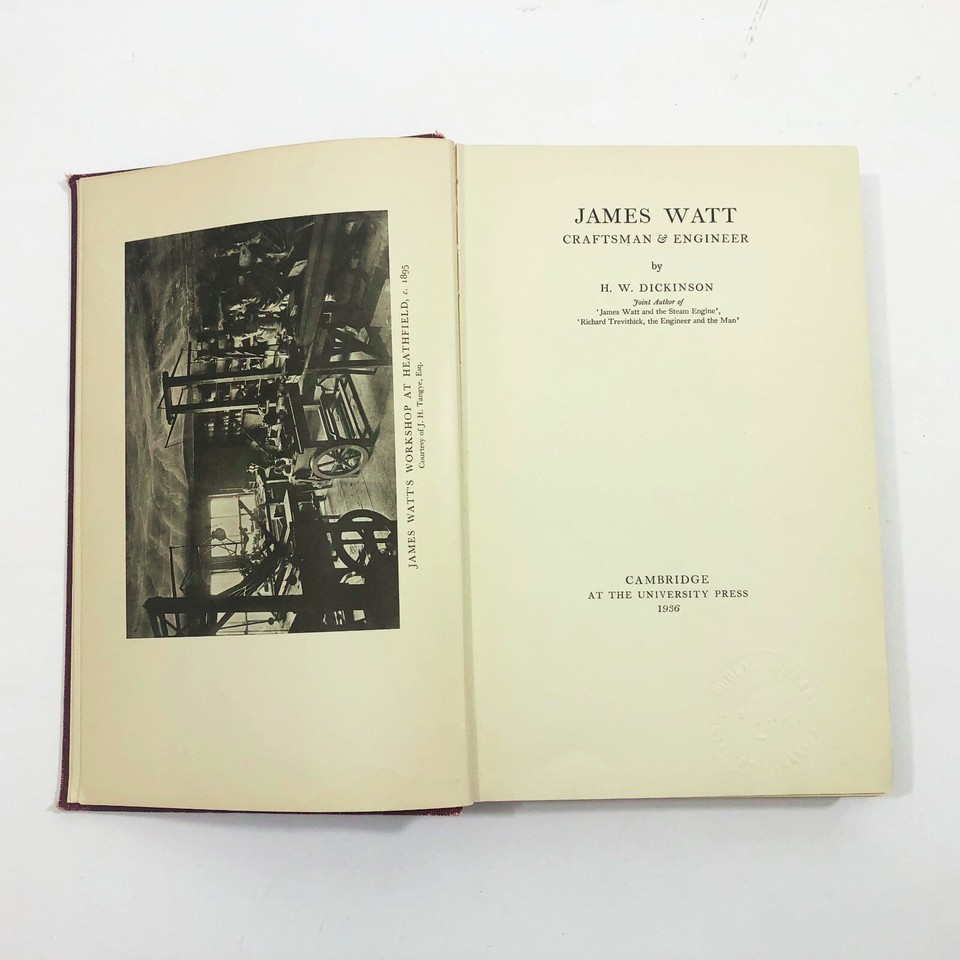 JAMES WATT'S WORKSHOP AT HEATHFIELD, c. 1895
Courtesy of J. H. Tangye, Esq.
JAMES WATT
CRAFTSMAN & ENGINEER
by
H. W. DICKINSON
Joint Author of
'James Watt and the Steam Engine',
'Richard Trevithick, the Engineer and the Man'
CAMBRIDGE
AT THE UNIVERSITY PRESS
1936